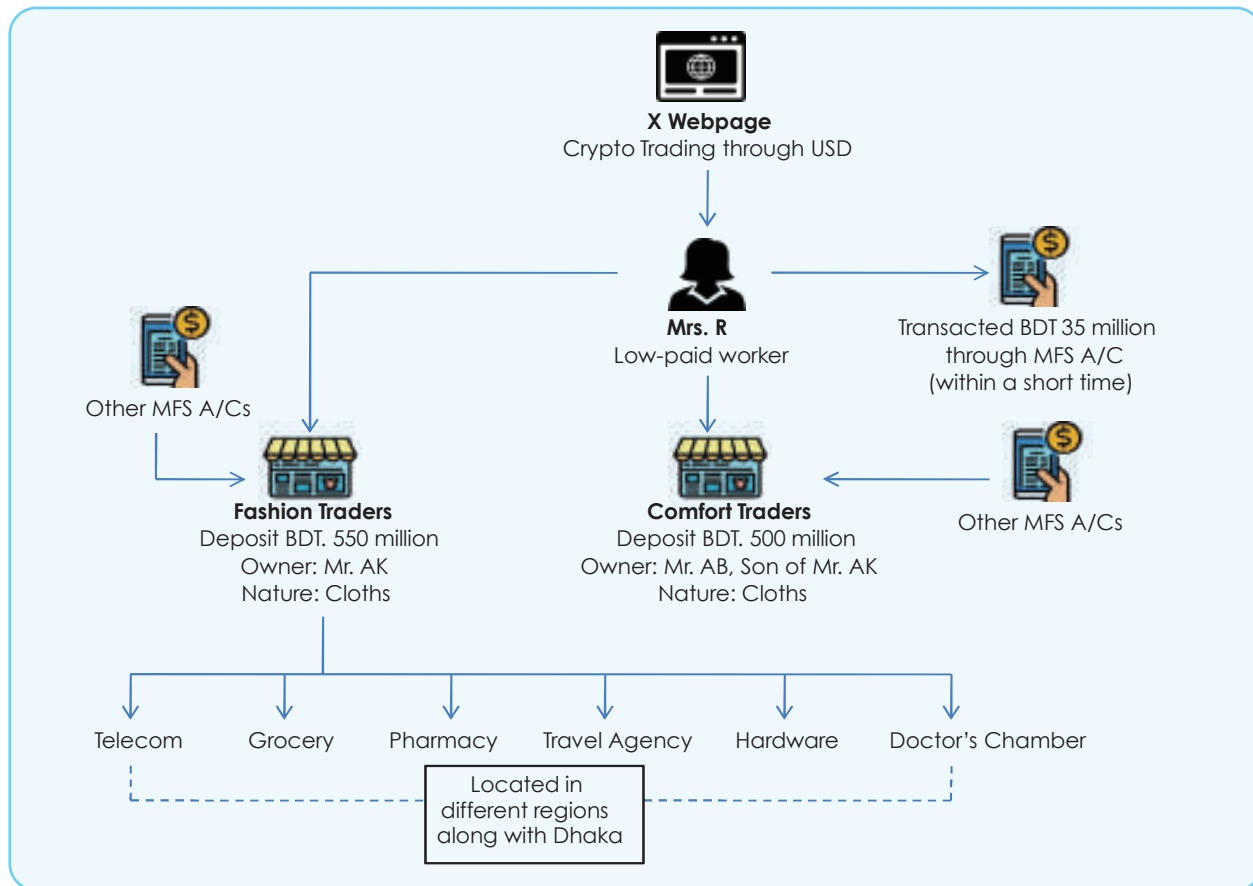 X Webpage
Crypto Trading through USD
Mrs. R
Low-paid worker
Transacted BDT 35 million
through MFS A/C
(within a short time)
Other MFS A/Cs
Fashion Traders
Deposit BDT. 550 million
Owner: Mr. AK
Nature: Cloths
Comfort Traders
Deposit BDT. 500 million
Owner: Mr. AB, Son of Mr. AK
Nature: Cloths
Other MFS A/Cs
Telecom
Grocery
Pharmacy
Travel Agency
Hardware
Doctor's Chamber
Located in
different regions
along with Dhaka